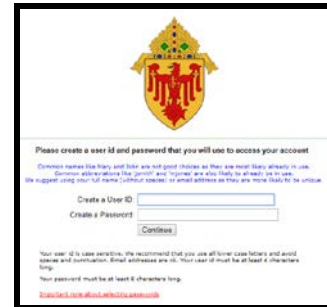 Please create a user id and password that you will use to access your account
Common names like Mary and John are not good choices as they are most likely already in use.
Common abbreviations like 'jsmith' and 'mjones' are also likely to already be in use.
We suggest using your full name (without spaces) or email address as they are more likely to be unique.
Create a User ID:
Create a Password:
Continue
Your user id is case sensitive. We recommend that you use all lower case letters and avoid
spaces and punctuation. Email addresses are ok. Your user id must be at least 4 characters
long.
Your password must be at least 6 characters long.
Important note about selecting passwords